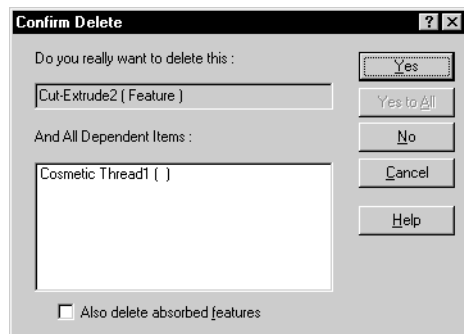 Confirm Delete
Do you really want to delete this :
Cut-Extrude2 ( Feature )
And All Dependent Items :
Cosmetic Thread1 ( )
Also delete absorbed features
Yes
Yes to All
No
Cancel
Help